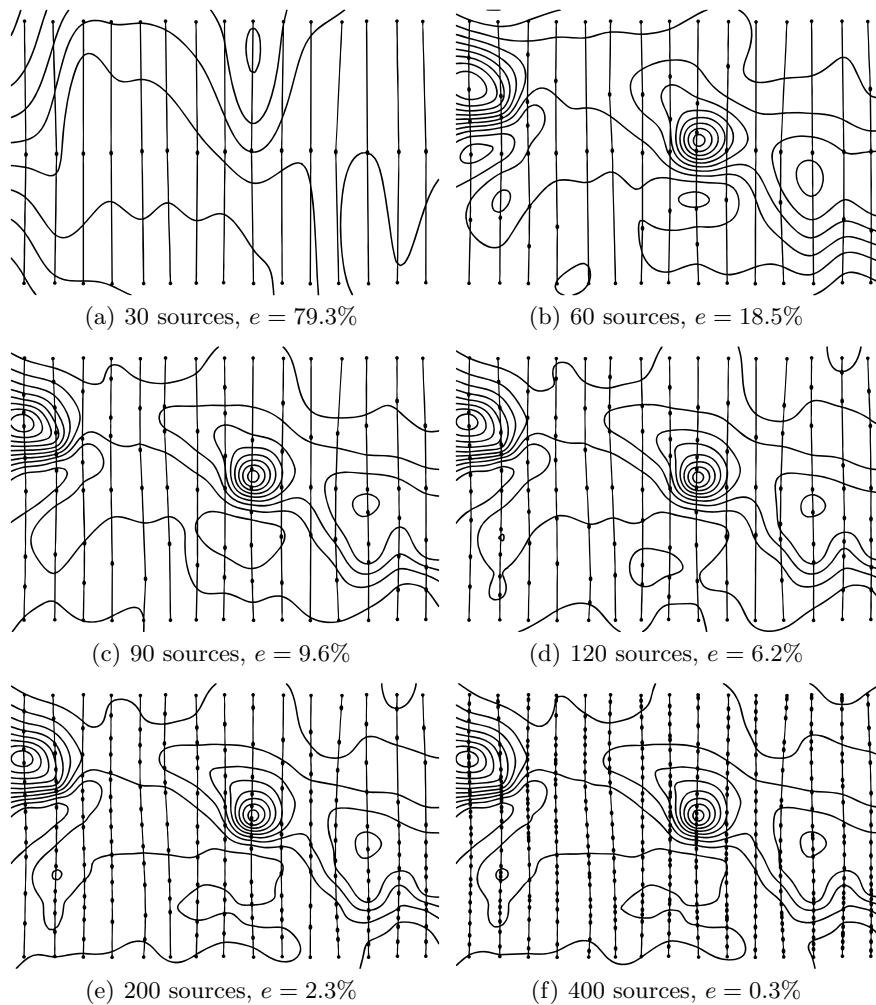 (a) 30 sources, e = 79.3%
(b) 60 sources, e = 18.5%
(c) 90 sources, e = 9.6%
(d) 120 sources, e = 6.2%
(e) 200 sources, e = 2.3%
(f) 400 sources, e = 0.3%